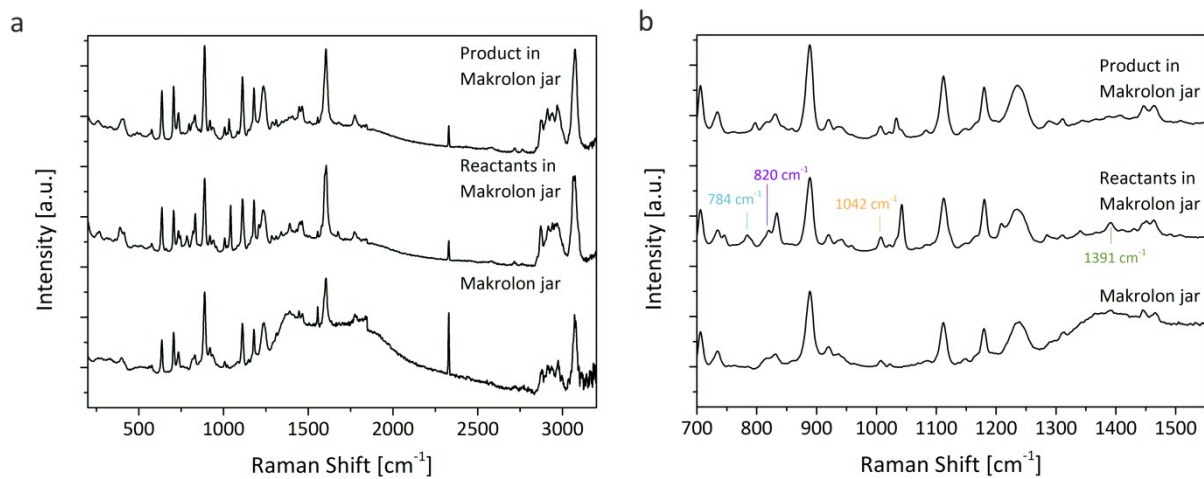 a
Product in
Makrolon jar
Reactants in
Makrolon jar
Makrolon jar
Intensity [a.u.]
500 1000 1500 2000 2500 3000
Raman Shift [cm⁻¹]
b
Product in
Makrolon jar
Reactants in
Makrolon jar
820 cm⁻¹
784 cm⁻¹
1042 cm⁻¹
1391 cm⁻¹
Makrolon jar
Intensity [a.u.]
700 800 900 1000 1100 1200 1300 1400 1500
Raman Shift [cm⁻¹]